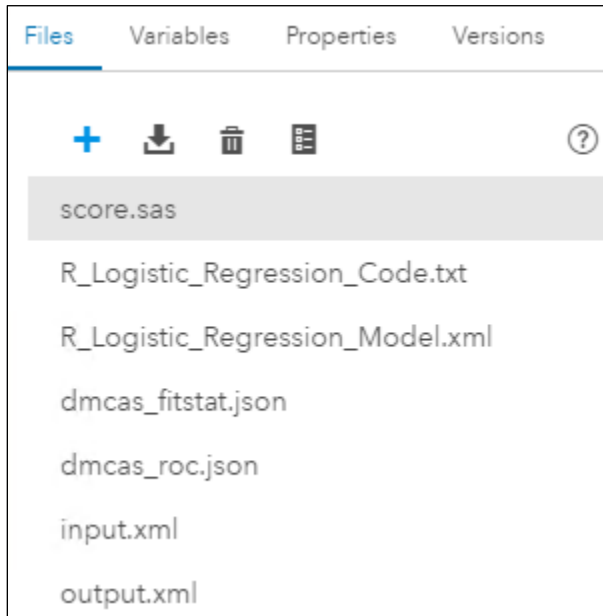 Files Variables Properties Versions
score.sas
R_Logistic_Regression_Code.txt
R_Logistic_Regression_Model.xml
dmcas_fitstat.json
dmcas_roc.json
input.xml
output.xml